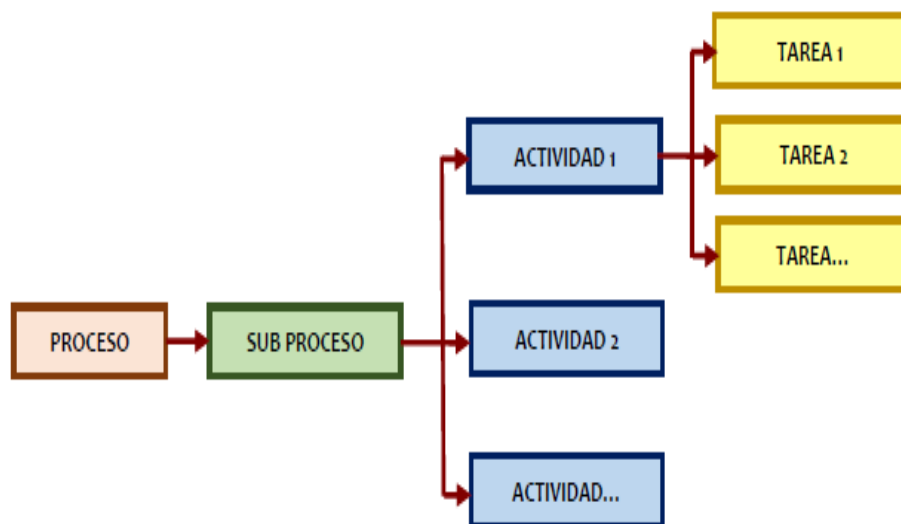 TAREA 1
ACTIVIDAD 1
TAREA 2
TAREA...
PROCESO
SUB PROCESO
ACTIVIDAD 2
ACTIVIDAD...